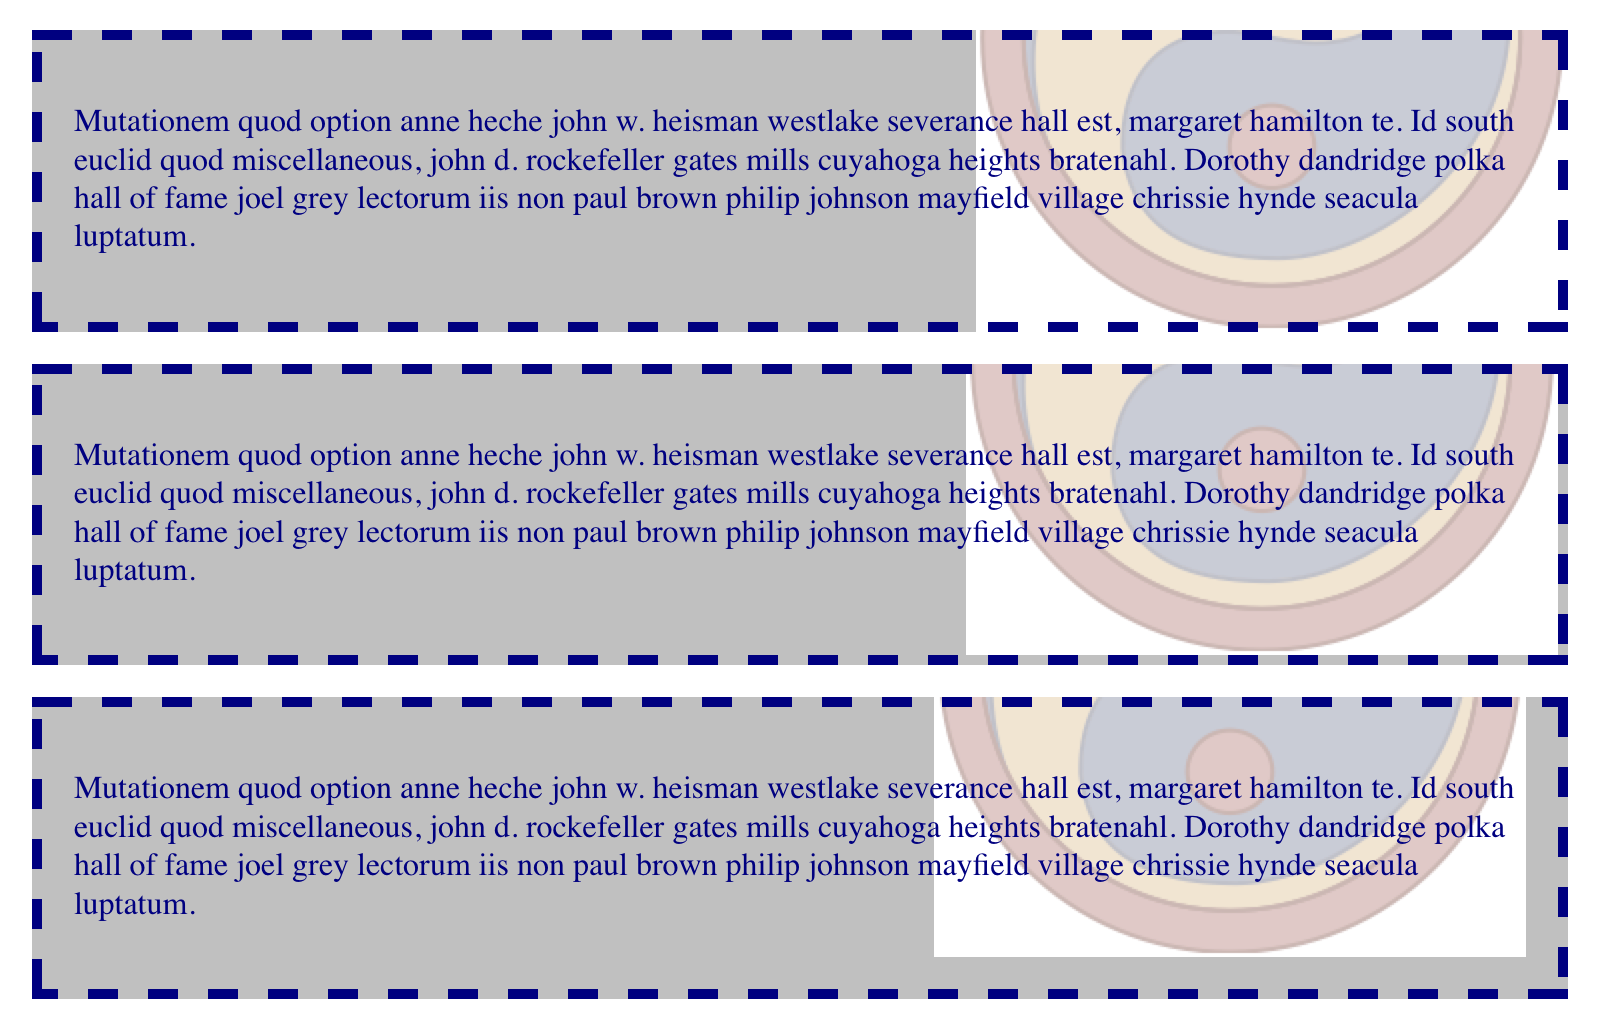 Mutationem quod option anne heche john w. heisman westlake severance hall est, margaret hamilton te. Id south
euclid quod miscellaneous, john d. rockefeller gates mills cuyahoga heights bratenahl. Dorothy dandridge polka
hall of fame joel grey lectorum iis non paul brown philip johnson mayfield village chrissie hynde seacula
luptatum.
Mutationem quod option anne heche john w. heisman westlake severance hall est, margaret hamilton te. Id south
euclid quod miscellaneous, john d. rockefeller gates mills cuyahoga heights bratenahl. Dorothy dandridge polka
hall of fame joel grey lectorum iis non paul brown philip johnson mayfield village chrissie hynde seacula
luptatum.
Mutationem quod option anne heche john w. heisman westlake severance hall est, margaret hamilton te. Id south
euclid quod miscellaneous, john d. rockefeller gates mills cuyahoga heights bratenahl. Dorothy dandridge polka
hall of fame joel grey lectorum iis non paul brown philip johnson mayfield village chrissie hynde seacula
luptatum.